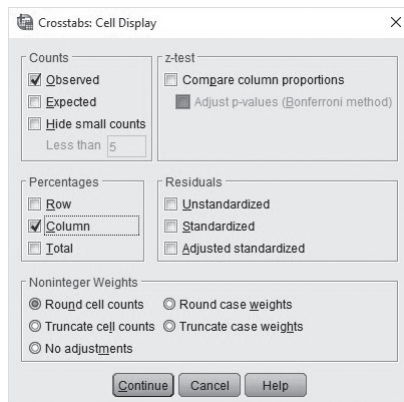 Crosstabs: Cell Display
Counts
Observed
Expected
Hide small counts
Less than 5
z-test
Compare column proportions
Adjust p-values (Bonferroni method)
Percentages
Row
Column
Total
Residuals
Unstandardized
Standardized
Adjusted standardized
Noninteger Weights
Round cell counts Round case weights
Truncate cell counts Truncate case weights
No adjustments
Continue Cancel Help